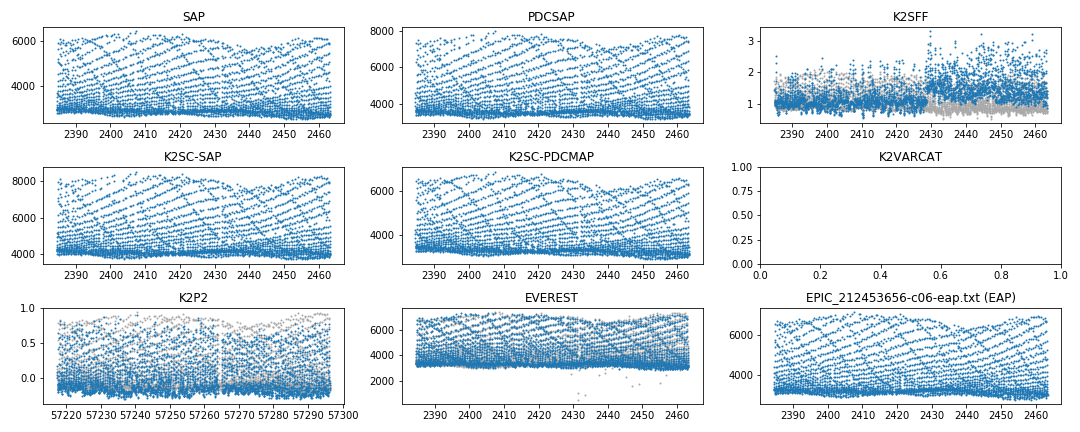 SAP
6000
4000
2390 2400 2410 2420 2430 2440 2450 2460
PDCSAP
8000
6000
4000
2390 2400 2410 2420 2430 2440 2450 2460
K2SFF
3
2
1
2390 2400 2410 2420 2430 2440 2450 2460
K2SC-SAP
8000
6000
4000
2390 2400 2410 2420 2430 2440 2450 2460
K2SC-PDCMAP
6000
4000
2390 2400 2410 2420 2430 2440 2450 2460
K2VARCAT
1.00
0.75
0.50
0.25
0.00
0.0 0.2 0.4 0.6 0.8 1.0
K2P2
1.0
0.5
0.0
57220 57230 57240 57250 57260 57270 57280 57290 57300
EVEREST
6000
4000
2000
2390 2400 2410 2420 2430 2440 2450 2460
EPIC_212453656-c06-eap.txt (EAP)
6000
4000
2390 2400 2410 2420 2430 2440 2450 2460